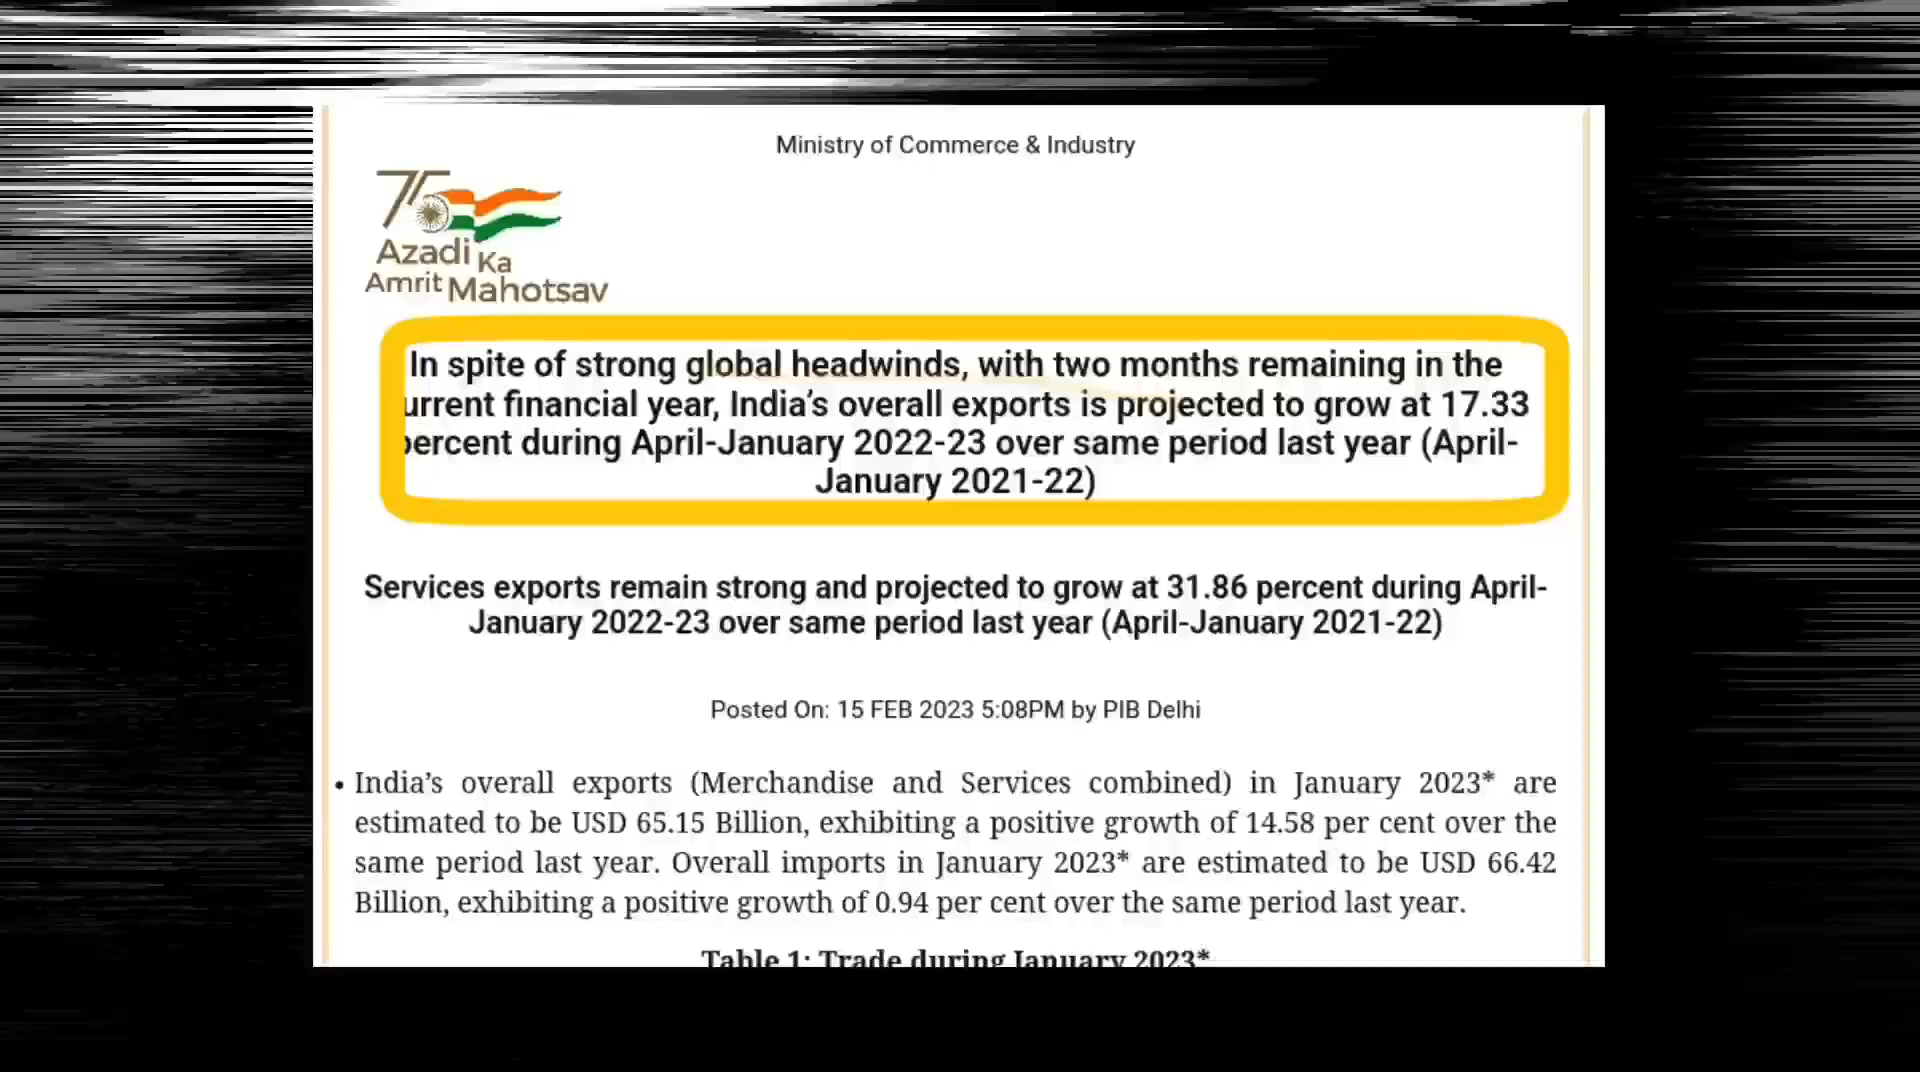 Ministry of Commerce & Industry
75
Azadi Ka
Amrit Mahotsav
In spite of strong global headwinds, with two months remaining in the
urrent financial year, India's overall exports is projected to grow at 17.33
percent during April-January 2022-23 over same period last year (April-
January 2021-22)
Services exports remain strong and projected to grow at 31.86 percent during April-
January 2022-23 over same period last year (April-January 2021-22)
Posted On: 15 FEB 2023 5:08PM by PIB Delhi
• India's overall exports (Merchandise and Services combined) in January 2023* are
estimated to be USD 65.15 Billion, exhibiting a positive growth of 14.58 per cent over the
same period last year. Overall imports in January 2023* are estimated to be USD 66.42
Billion, exhibiting a positive growth of 0.94 per cent over the same period last year.
Table 1: Trade during January 2023*